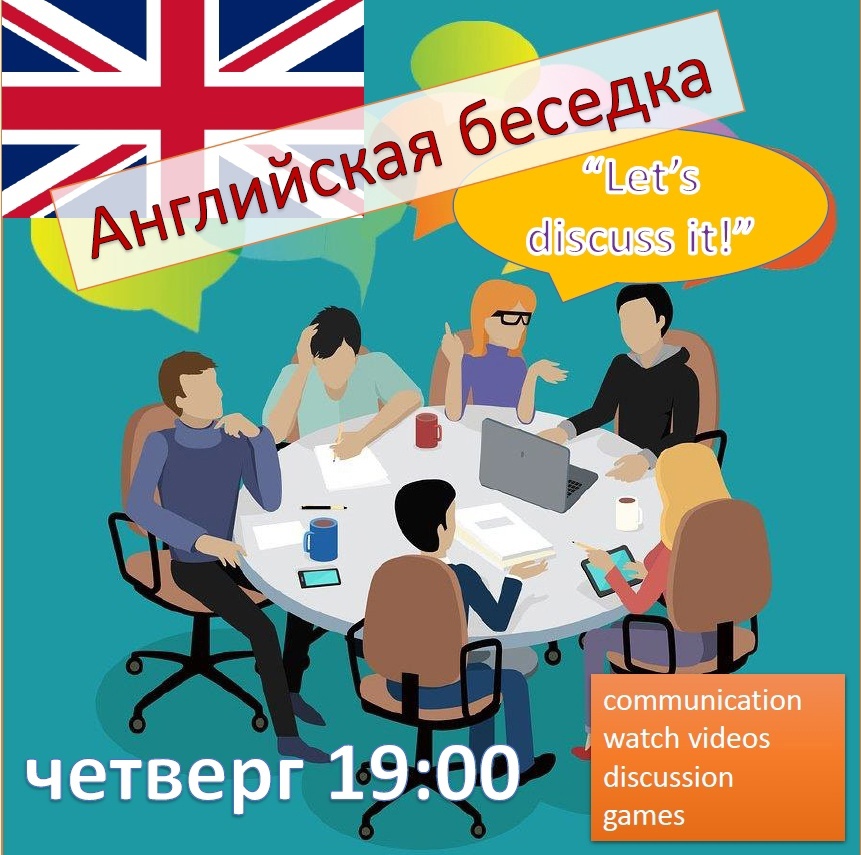 Английская беседка
“Let’s
discuss it!”
четверг 19:00
communication
watch videos
discussion
games